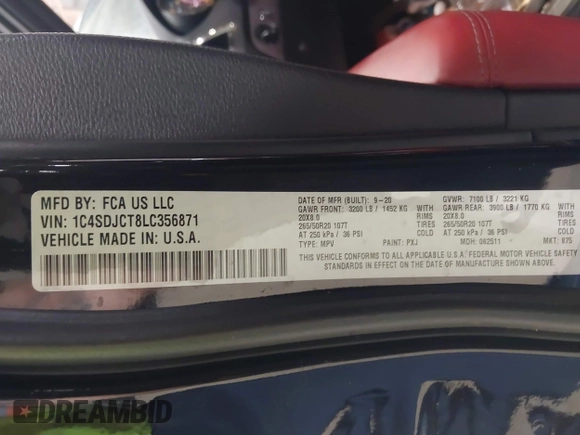 MFD BY: FCA US LLC
VIN: 1C4SDJCT8LC356871
VEHICLE MADE IN: U.S.A.
DATE OF MFR (BUILT): 9-20 GVWR: 7100 LB / 3221 KG
GAWR FRONT: 3200 LB / 1452 KG WITH GAWR REAR: 3900 LB / 1770 KG WITH
20X8.0 RIMS 20X8.0 RIMS
265/50R20 107T TIRES 265/50R20 107T TIRES
AT 250 kPa / 36 PSI COLD AT 250 kPa / 36 PSI COLD
TYPE: MPV PAINT: PXJ MDH: 062511 MKT: K75
THIS VEHICLE CONFORMS TO ALL APPLICABLE U.S.A. FEDERAL MOTOR VEHICLE SAFETY
STANDARDS IN EFFECT ON THE DATE OF MANUFACTURE SHOWN ABOVE.
DREAMBID